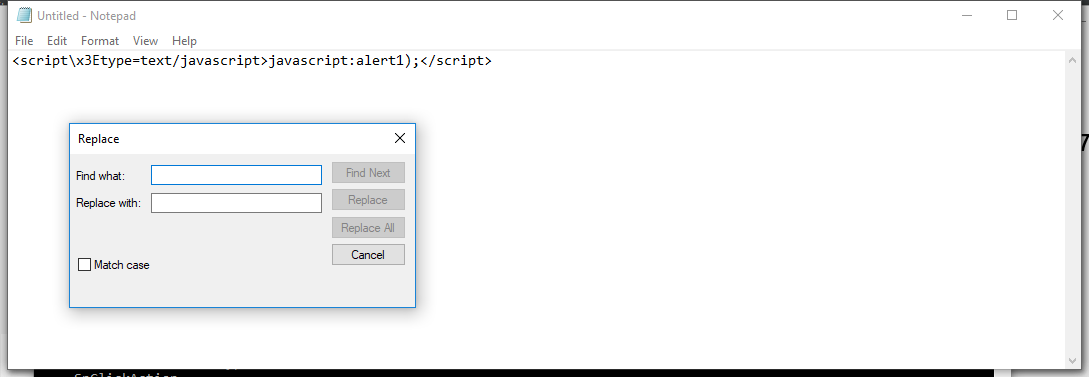 Untitled - Notepad
File Edit Format View Help
<script\x3Etype=text/javascript>javascript:alert1);</script>
Replace
Find what: Find Next
Replace with: Replace
Replace All
Cancel
Match case
7